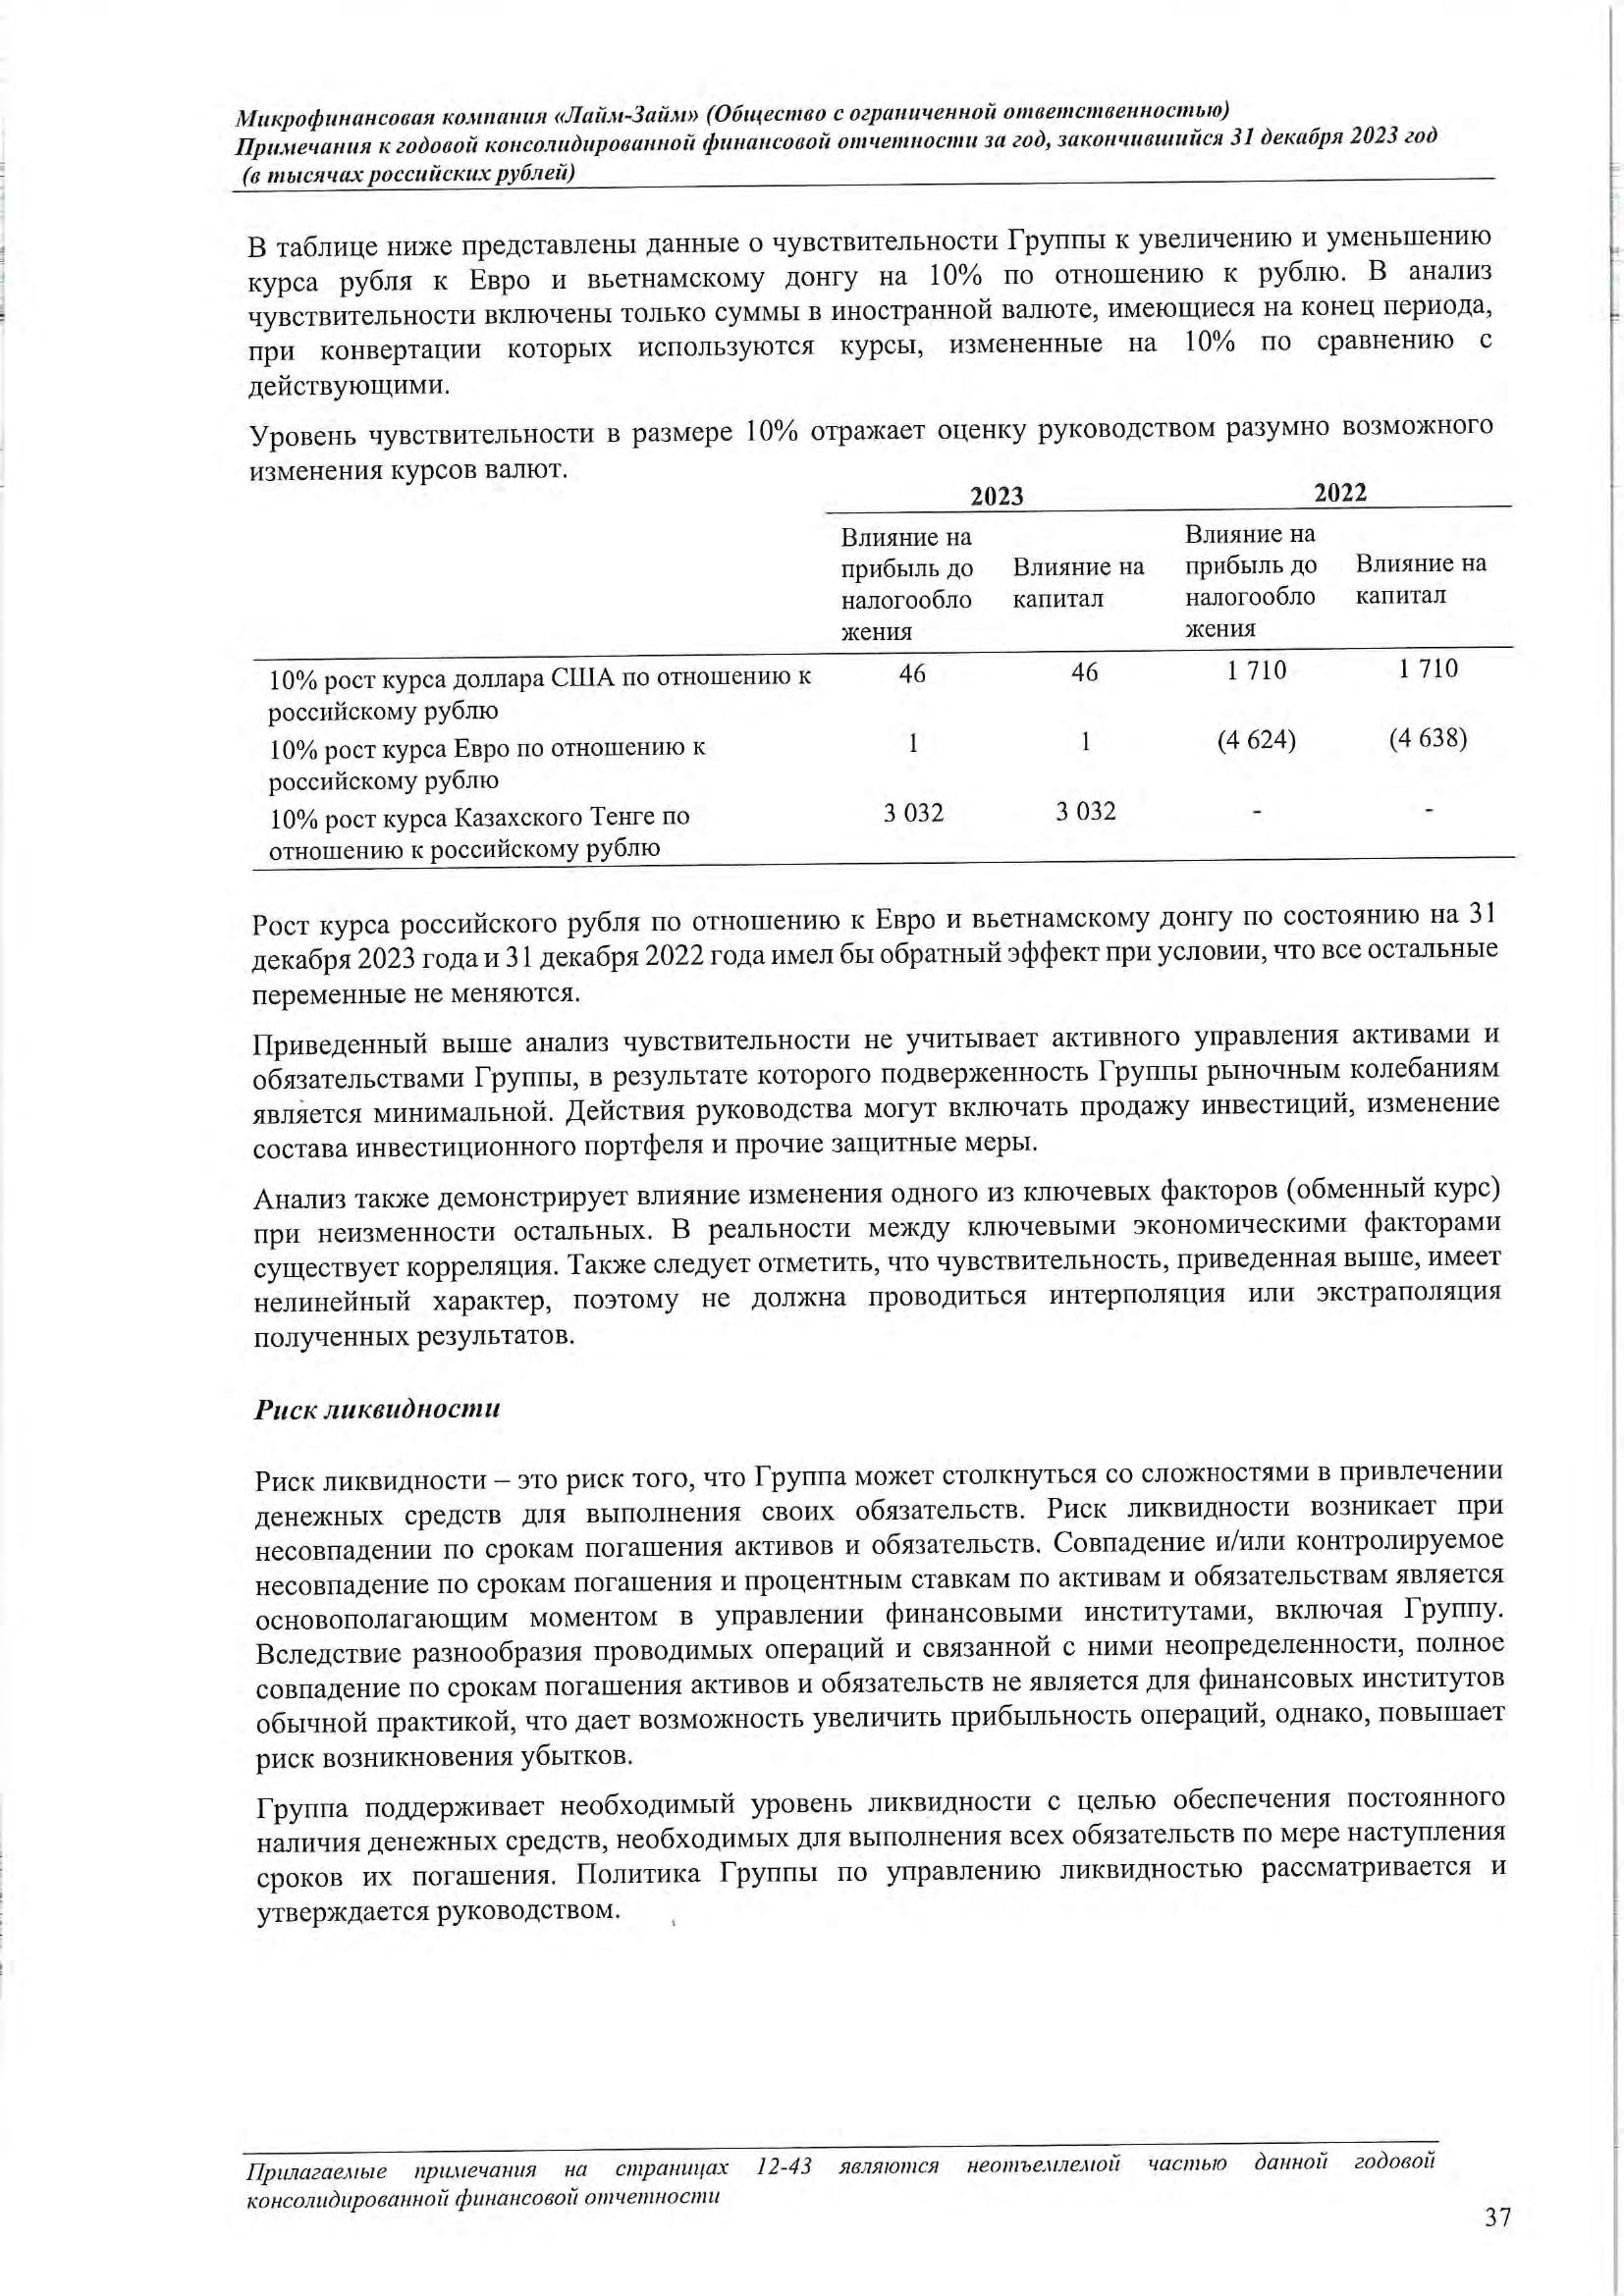 Микрофинансовая компания «Лайм-Займ» (Общество с ограниченной ответственностью)
Примечания к годовой консолидированной финансовой отчетности за год, закончившийся 31 декабря 2023 год
(в тысячах российских рублей)
В таблице ниже представлены данные о чувствительности Группы к увеличению и уменьшению
курса рубля к Евро и вьетнамскому донгу на 10% по отношению к рублю. В анализ
чувствительности включены только суммы в иностранной валюте, имеющиеся на конец периода,
при конвертации которых используются курсы, измененные на 10% по сравнению с
действующими.
Уровень чувствительности в размере 10% отражает оценку руководством разумно возможного
изменения курсов валют.
2023 2022
Влияние на Влияние на
прибыль до Влияние на прибыль до Влияние на
налогообло капитал налогообло капитал
жения жения
10% рост курса доллара США по отношению к 46 46 1 710 1 710
российскому рублю
10% рост курса Евро по отношению к 1 1 (4 624) (4 638)
российскому рублю
10% рост курса Казахского Тенге по 3 032 3 032 - -
отношению к российскому рублю
Рост курса российского рубля по отношению к Евро и вьетнамскому донгу по состоянию на 31
декабря 2023 года и 31 декабря 2022 года имел бы обратный эффект при условии, что все остальные
переменные не меняются.
Приведенный выше анализ чувствительности не учитывает активного управления активами и
обязательствами Группы, в результате которого подверженность Группы рыночным колебаниям
является минимальной. Действия руководства могут включать продажу инвестиций, изменение
состава инвестиционного портфеля и прочие защитные меры.
Анализ также демонстрирует влияние изменения одного из ключевых факторов (обменный курс)
при неизменности остальных. В реальности между ключевыми экономическими факторами
существует корреляция. Также следует отметить, что чувствительность, приведенная выше, имеет
нелинейный характер, поэтому не должна проводиться интерполяция или экстраполяция
полученных результатов.
Риск ликвидности
Риск ликвидности – это риск того, что Группа может столкнуться со сложностями в привлечении
денежных средств для выполнения своих обязательств. Риск ликвидности возникает при
несовпадении по срокам погашения активов и обязательств. Совпадение и/или контролируемое
несовпадение по срокам погашения и процентным ставкам по активам и обязательствам является
основополагающим моментом в управлении финансовыми институтами, включая Группу.
Вследствие разнообразия проводимых операций и связанной с ними неопределенности, полное
совпадение по срокам погашения активов и обязательств не является для финансовых институтов
обычной практикой, что дает возможность увеличить прибыльность операций, однако, повышает
риск возникновения убытков.
Группа поддерживает необходимый уровень ликвидности с целью обеспечения постоянного
наличия денежных средств, необходимых для выполнения всех обязательств по мере наступления
сроков их погашения. Политика Группы по управлению ликвидностью рассматривается и
утверждается руководством.
Прилагаемые примечания на страницах 12-43 являются неотъемлемой частью данной годовой
консолидированной финансовой отчетности
37